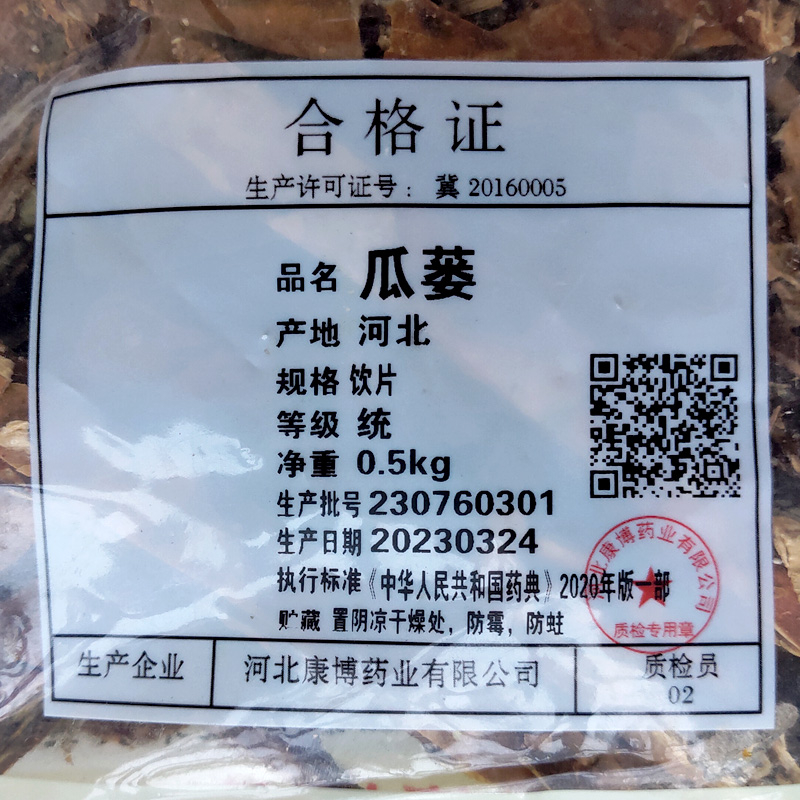 合格证
生产许可证号：冀 20160005
品名 瓜蒌
产地 河北
规格 饮片
等级 统
净重 0.5kg
生产批号 230760301
生产日期 20230324
执行标准《中华人民共和国药典》2020年版一部
贮藏 置阴凉干燥处，防霉，防蛀
北康博药业有限公司
质检专用章
生产企业 河北康博药业有限公司 质检员
02